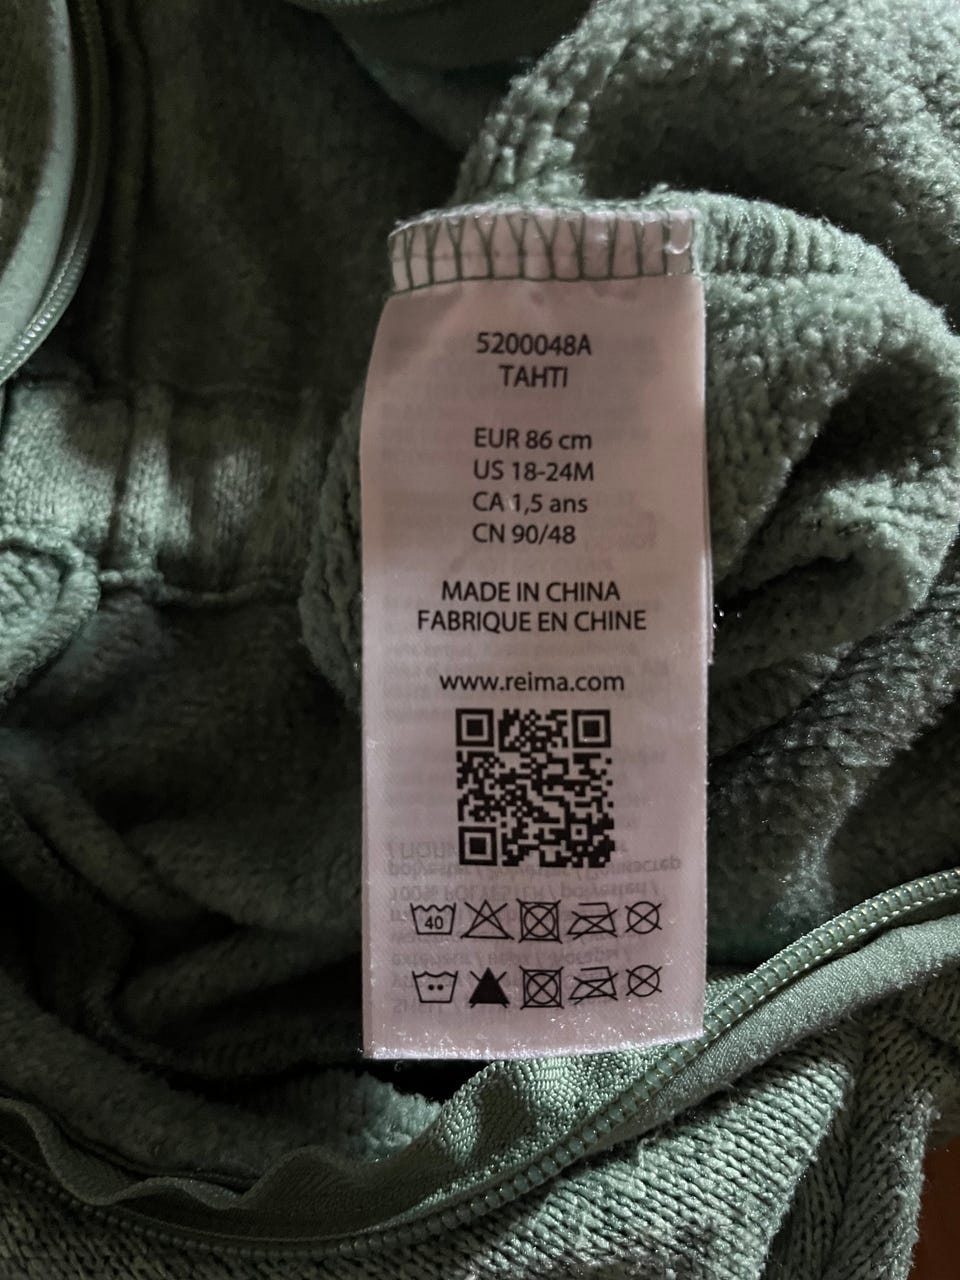 5200048A
TAHTI
EUR 86 cm
US 18-24M
CA 1,5 ans
CN 90/48
MADE IN CHINA
FABRIQUE EN CHINE
www.reima.com
40